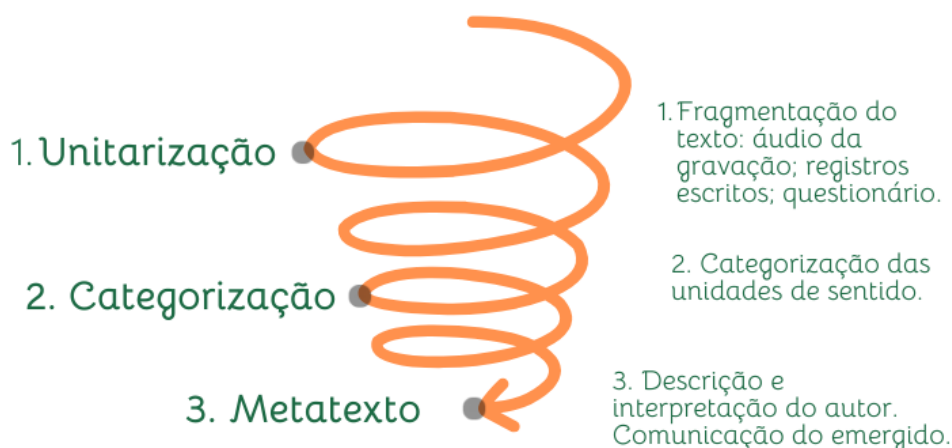 1. Unitarização
1. Fragmentação do
texto: áudio da
gravação; registros
escritos; questionário.
2. Categorização
2. Categorização das
unidades de sentido.
3. Metatexto
3. Descrição e
interpretação do autor.
Comunicação do emergido.